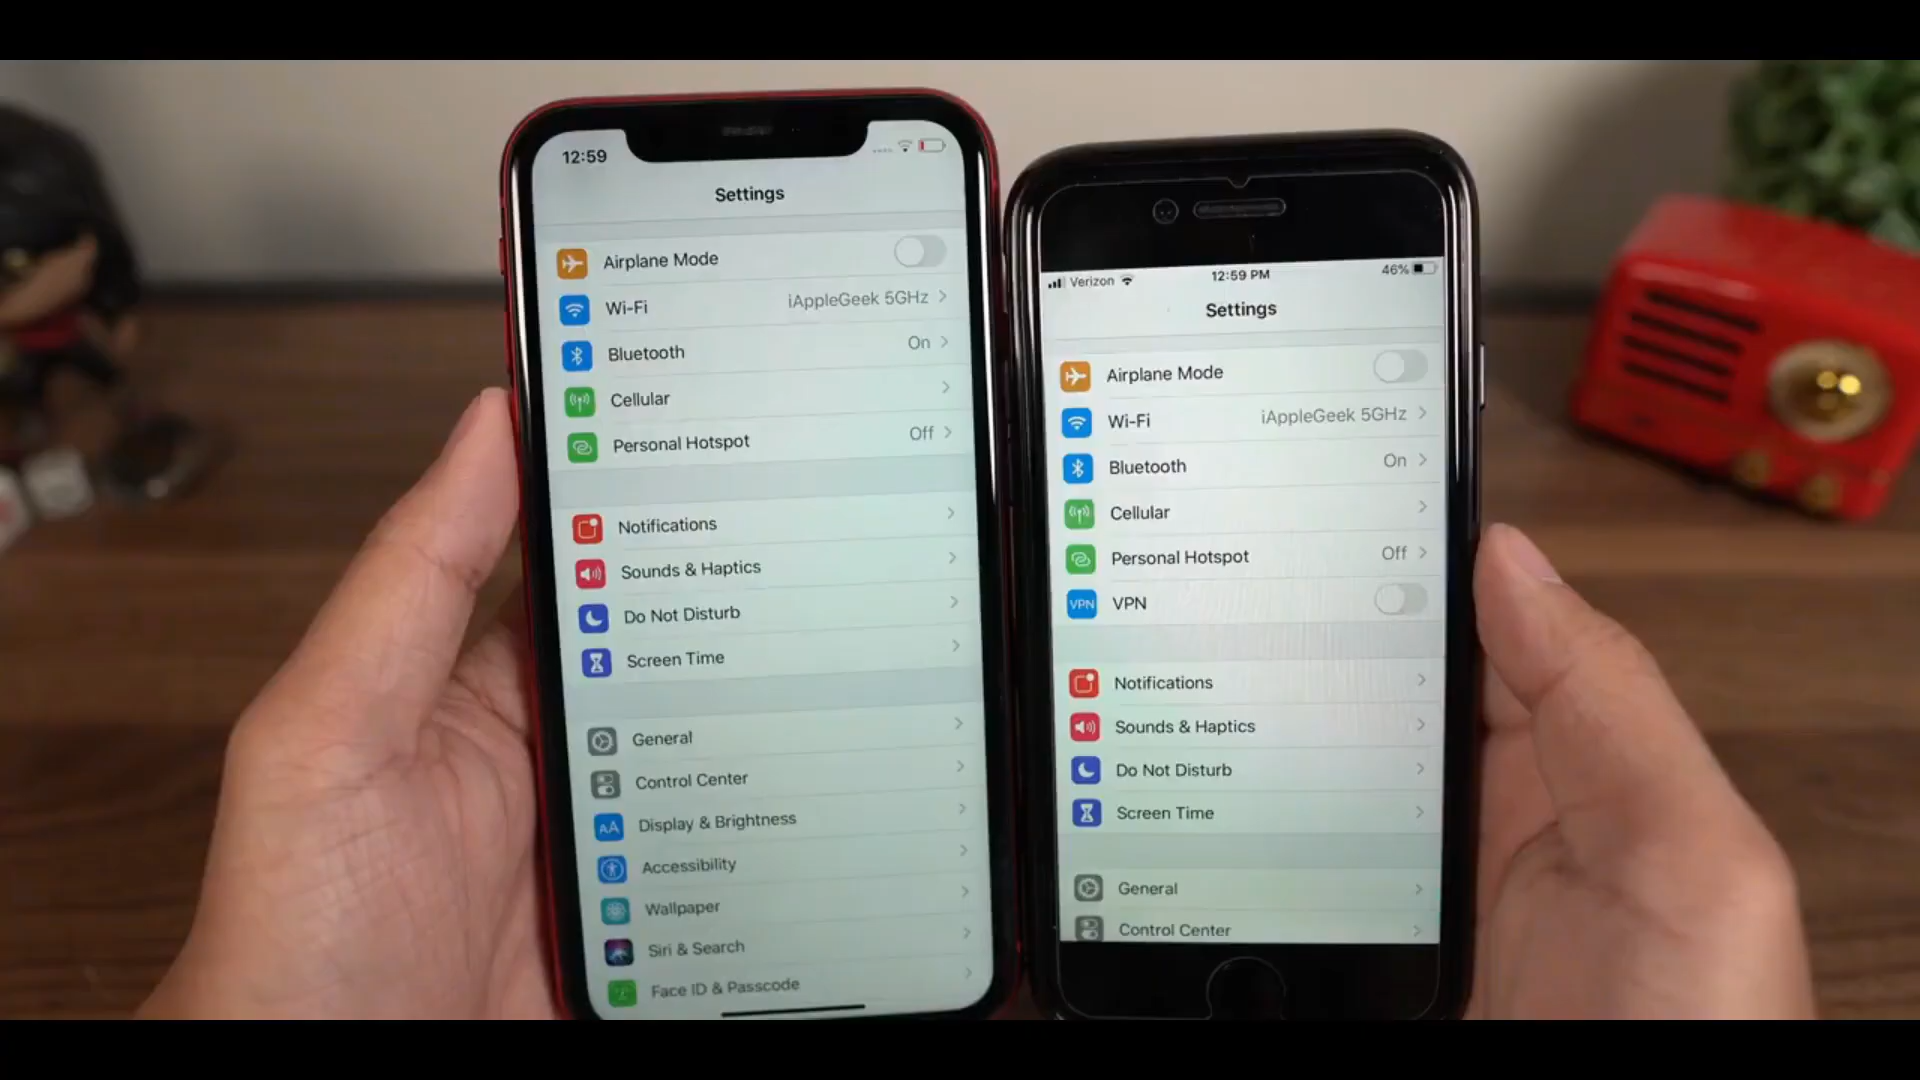 12:59
Settings
Airplane Mode
Wi-Fi iAppleGeek 5GHz
Bluetooth On
Cellular
Personal Hotspot Off
Notifications
Sounds & Haptics
Do Not Disturb
Screen Time
General
Control Center
AA Display & Brightness
Accessibility
Wallpaper
Siri & Search
Face ID & Passcode
Verizon 12:59 PM 46%
Settings
Airplane Mode
Wi-Fi iAppleGeek 5GHz
Bluetooth On
Cellular
Personal Hotspot Off
VPN VPN
Notifications
Sounds & Haptics
Do Not Disturb
Screen Time
General
Control Center